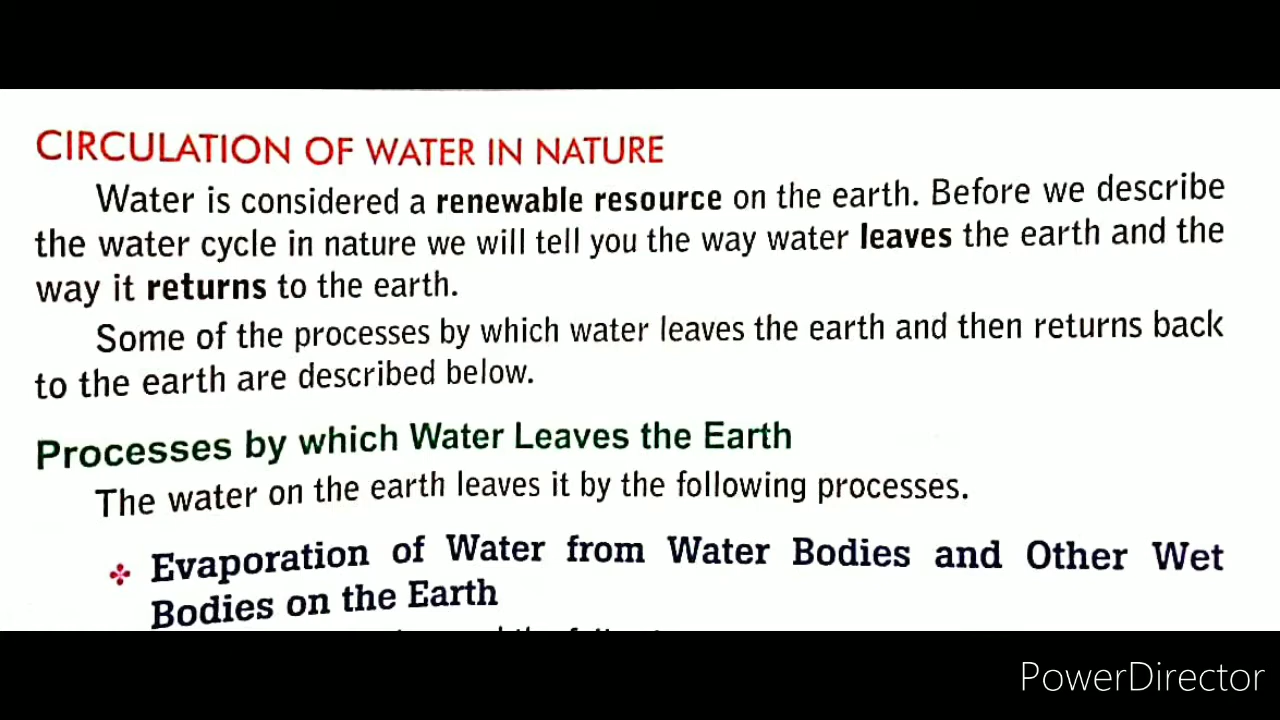 CIRCULATION OF WATER IN NATURE
Water is considered a renewable resource on the earth. Before we describe
the water cycle in nature we will tell you the way water leaves the earth and the
way it returns to the earth.
Some of the processes by which water leaves the earth and then returns back
to the earth are described below.
Processes by which Water Leaves the Earth
The water on the earth leaves it by the following processes.
Evaporation of Water from Water Bodies and Other Wet
Bodies on the Earth
PowerDirector